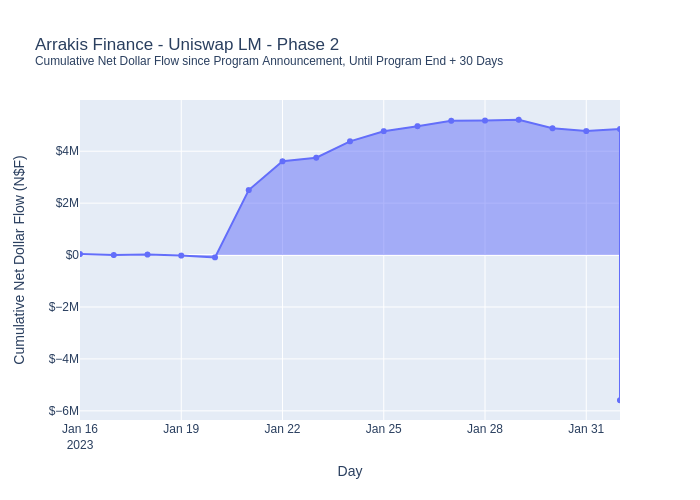 Arrakis Finance - Uniswap LM - Phase 2
Cumulative Net Dollar Flow since Program Announcement, Until Program End + 30 Days
Cumulative Net Dollar Flow (N$F)
$4M
$2M
$0
$−2M
$−4M
$−6M
Jan 16
2023
Jan 19
Jan 22
Jan 25
Jan 28
Jan 31
Day